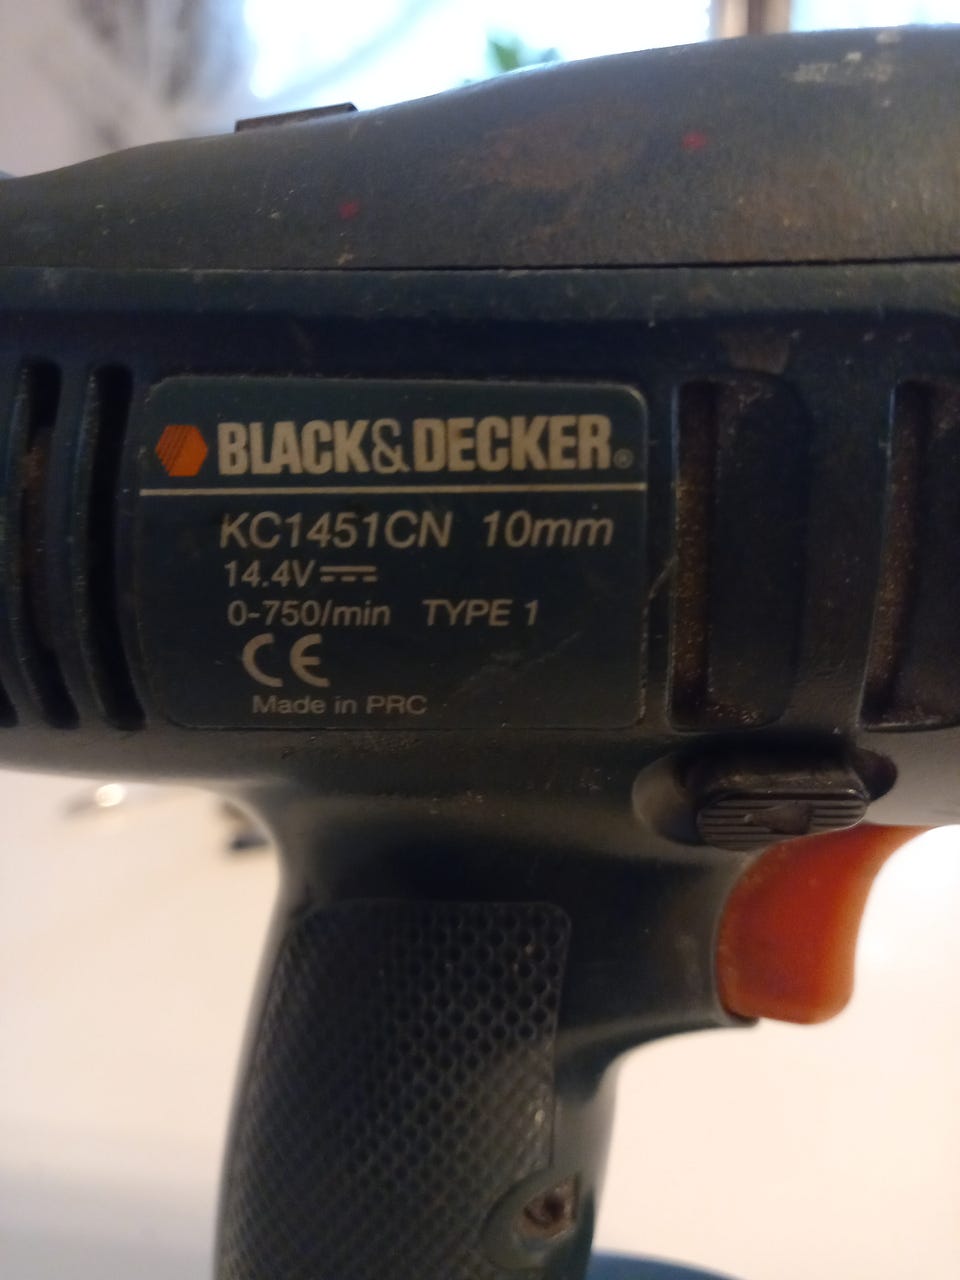 BLACK&DECKER®
KC1451CN 10mm
14.4V⎓
0-750/min TYPE 1
CE
Made in PRC